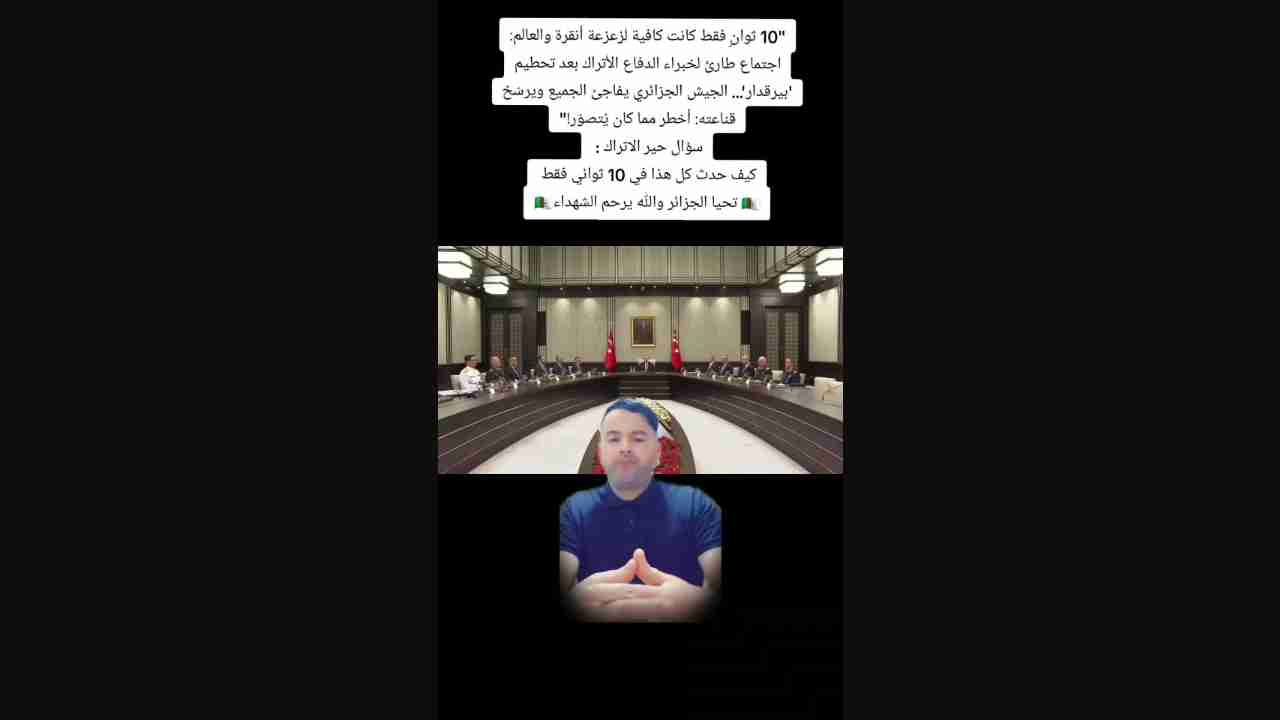 "10 ثوانٍ فقط كانت كافية لزعزعة أنقرة والعالم:
اجتماع طارئ لخبراء الدفاع الأتراك بعد تحطيم
'بيرقدار'... الجيش الجزائري يفاجئ الجميع ويرسّخ
قناعته: أخطر مما كان يُتصوّر!"
سؤال حير الاتراك :
كيف حدث كل هذا في 10 ثواني فقط
🇩🇿 تحيا الجزائر والله يرحم الشهداء 🇩🇿